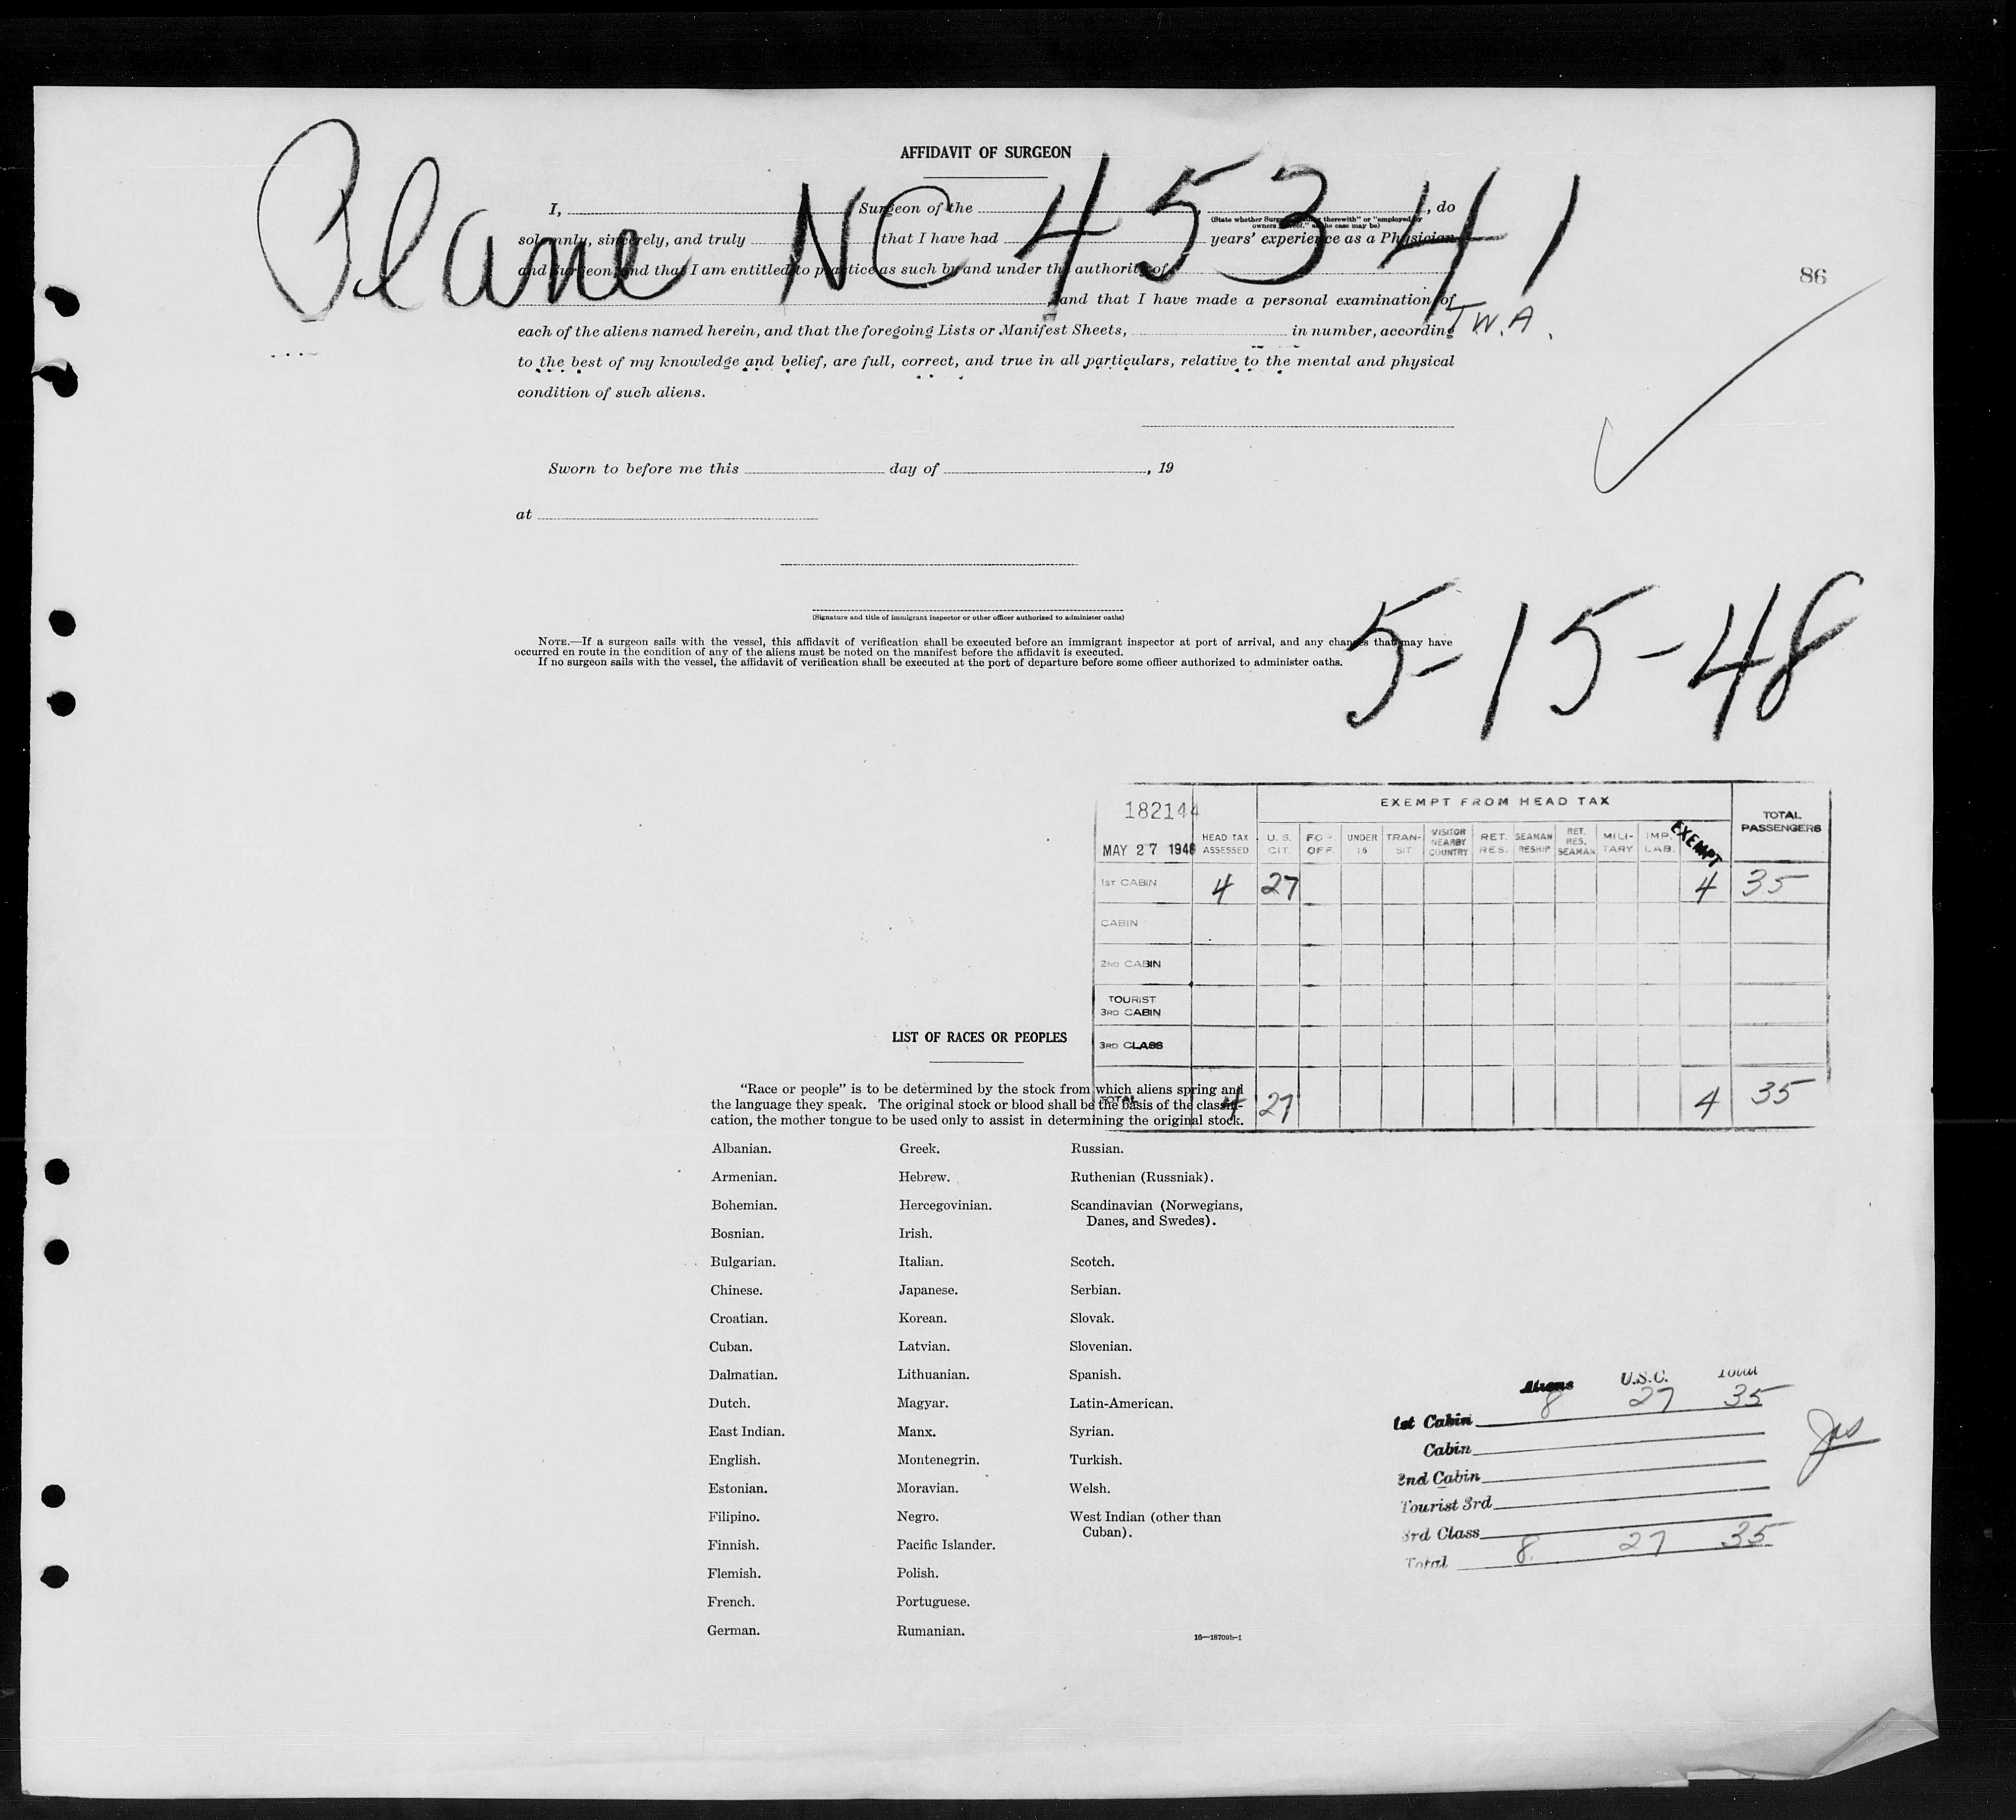 AFFIDAVIT OF SURGEON
Plane NC 45341
T.W.A.
86
I, Surgeon of the , do
(State whether Surgeon therewith" or "employed by owners as the case may be)
solemnly, sincerely, and truly that I have had years' experience as a Physician
and Surgeon, and that I am entitled to practice as such by and under the authority of
, and that I have made a personal examination of
each of the aliens named herein, and that the foregoing Lists or Manifest Sheets, in number, according
to the best of my knowledge and belief, are full, correct, and true in all particulars, relative to the mental and physical
condition of such aliens.
Sworn to before me this day of , 19
at
(Signature and title of immigrant inspector or other officer authorized to administer oaths)
NOTE.—If a surgeon sails with the vessel, this affidavit of verification shall be executed before an immigrant inspector at port of arrival, and any changes that may have
occurred en route in the condition of any of the aliens must be noted on the manifest before the affidavit is executed.
If no surgeon sails with the vessel, the affidavit of verification shall be executed at the port of departure before some officer authorized to administer oaths.
5-15-48
182144
MAY 27 1948
EXEMPT FROM HEAD TAX
HEAD TAX ASSESSED U. S. CIT. FOR OFF. UNDER 16 TRANSIT VISITOR NEARBY COUNTRY RET. RES. SEAMAN RESHIP RET. RES. SEAMAN MILITARY IMP. LAB. EXEMPT TOTAL PASSENGERS
1ST CABIN 4 27 4 35
CABIN
2ND CABIN
TOURIST
3RD CABIN
3RD CLASS
TOTAL 4 27 4 35
LIST OF RACES OR PEOPLES
"Race or people" is to be determined by the stock from which aliens spring and
the language they speak. The original stock or blood shall be the basis of the classifi-
cation, the mother tongue to be used only to assist in determining the original stock.
Albanian. Greek. Russian.
Armenian. Hebrew. Ruthenian (Russniak).
Bohemian. Hercegovinian. Scandinavian (Norwegians,
Danes, and Swedes).
Bosnian. Irish.
Bulgarian. Italian. Scotch.
Chinese. Japanese. Serbian.
Croatian. Korean. Slovak.
Cuban. Latvian. Slovenian.
Dalmatian. Lithuanian. Spanish.
Dutch. Magyar. Latin-American.
East Indian. Manx. Syrian.
English. Montenegrin. Turkish.
Estonian. Moravian. Welsh.
Filipino. Negro. West Indian (other than
Cuban).
Finnish. Pacific Islander.
Flemish. Polish.
French. Portuguese.
German. Rumanian.
16—18709b-1
Aliens U.S.C. Total
1st Cabin 8 27 35
Cabin
2nd Cabin
Tourist 3rd
3rd Class
Total 8 27 35